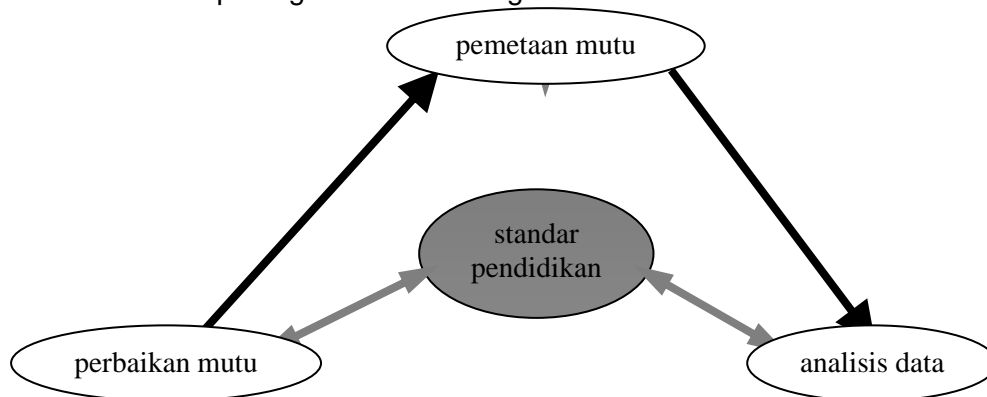 pemetaan mutu
standar
pendidikan
perbaikan mutu
analisis data